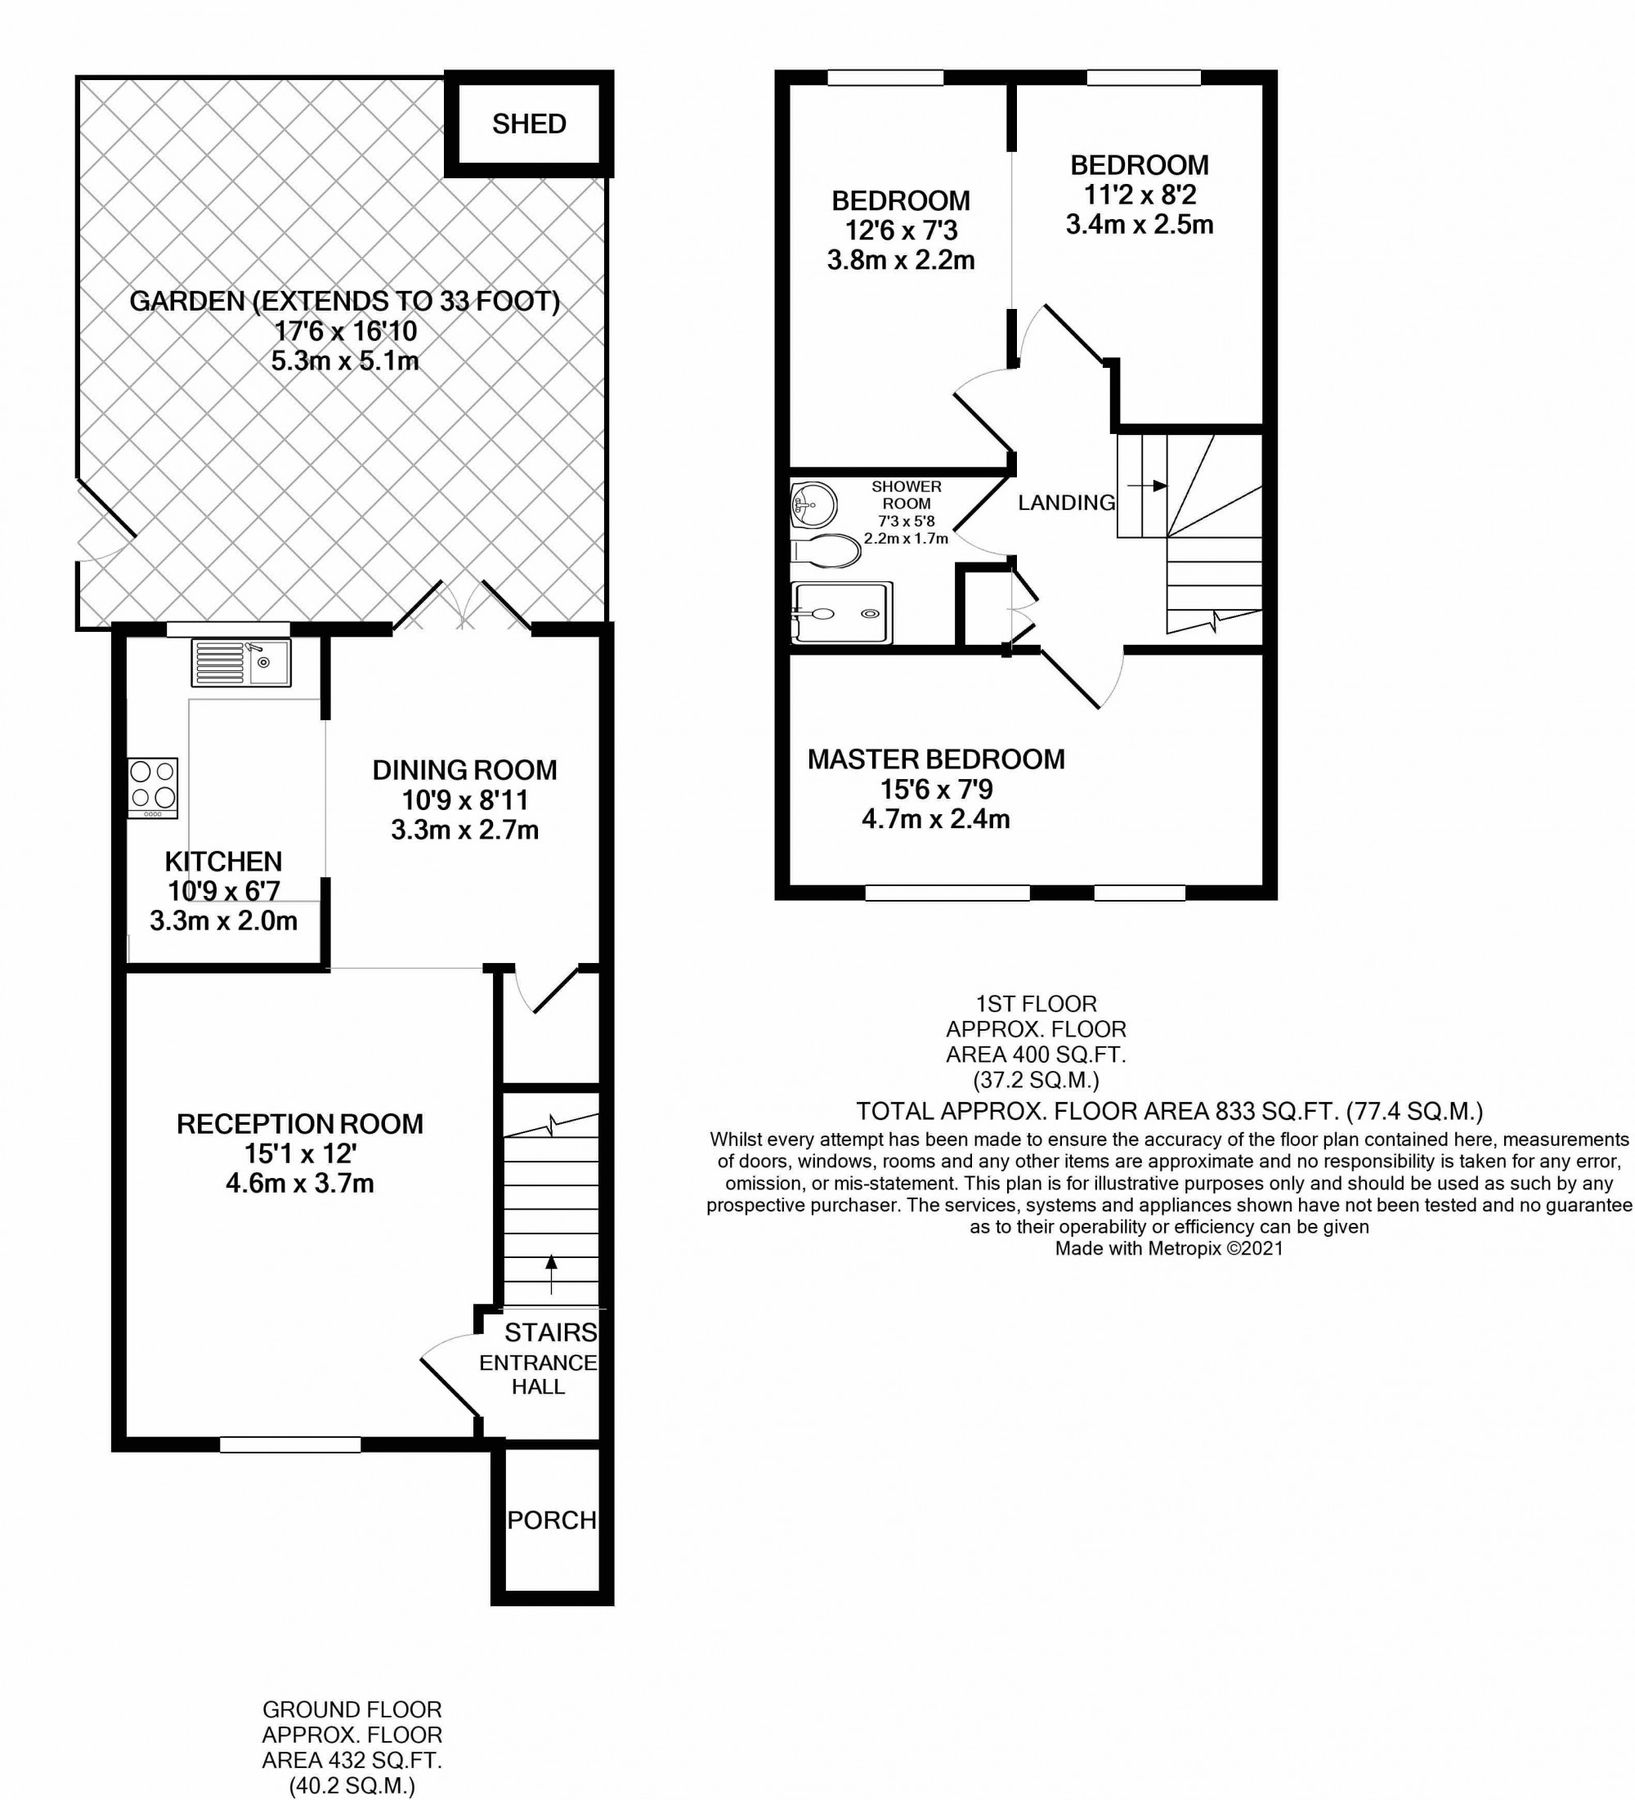 SHED
GARDEN (EXTENDS TO 33 FOOT)
17'6 x 16'10
5.3m x 5.1m
DINING ROOM
10'9 x 8'11
3.3m x 2.7m
KITCHEN
10'9 x 6'7
3.3m x 2.0m
RECEPTION ROOM
15'1 x 12'
4.6m x 3.7m
STAIRS
ENTRANCE
HALL
PORCH
GROUND FLOOR
APPROX. FLOOR
AREA 432 SQ.FT.
(40.2 SQ.M.)
BEDROOM
12'6 x 7'3
3.8m x 2.2m
BEDROOM
11'2 x 8'2
3.4m x 2.5m
SHOWER
ROOM
7'3 x 5'8
2.2m x 1.7m
LANDING
MASTER BEDROOM
15'6 x 7'9
4.7m x 2.4m
1ST FLOOR
APPROX. FLOOR
AREA 400 SQ.FT.
(37.2 SQ.M.)
TOTAL APPROX. FLOOR AREA 833 SQ.FT. (77.4 SQ.M.)
Whilst every attempt has been made to ensure the accuracy of the floor plan contained here, measurements
of doors, windows, rooms and any other items are approximate and no responsibility is taken for any error,
omission, or mis-statement. This plan is for illustrative purposes only and should be used as such by any
prospective purchaser. The services, systems and appliances shown have not been tested and no guarantee
as to their operability or efficiency can be given
Made with Metropix ©2021